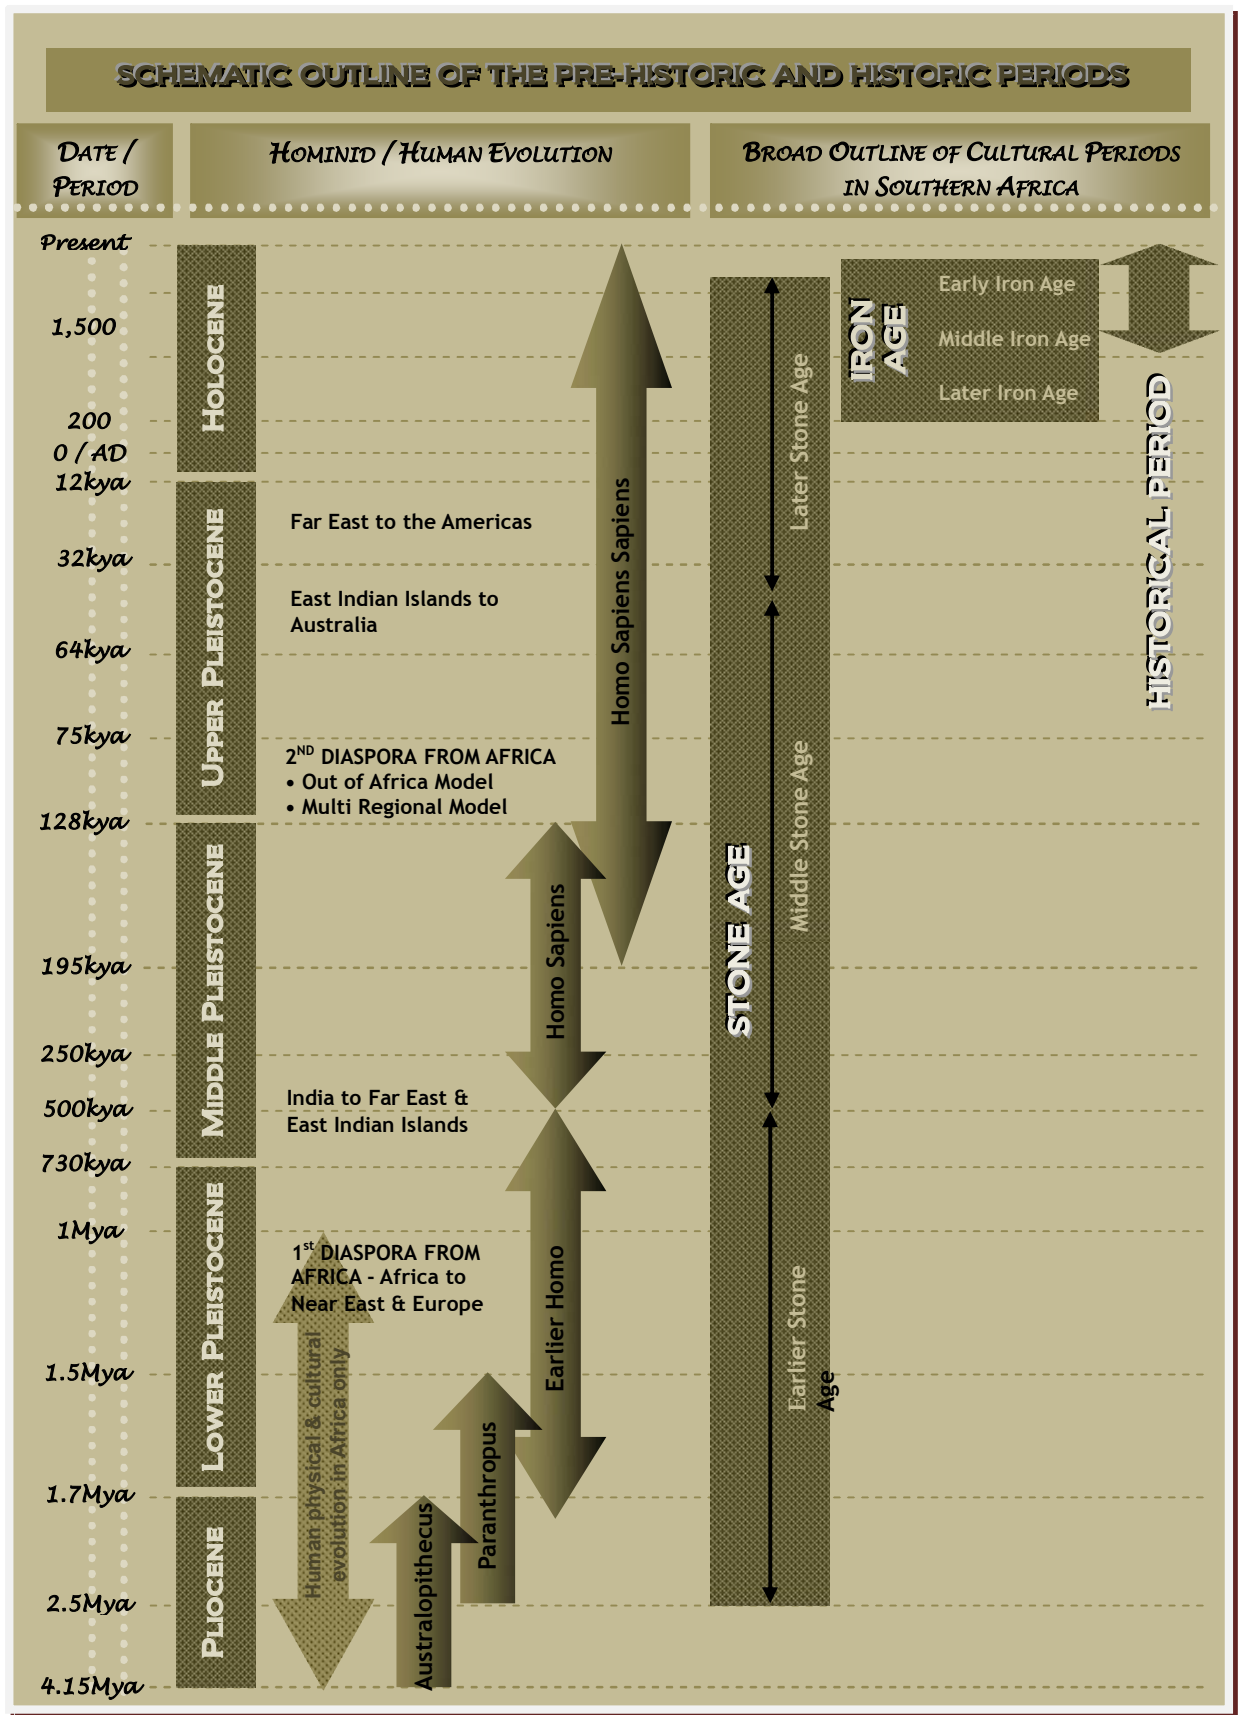 SCHEMATIC OUTLINE OF THE PRE-HISTORIC AND HISTORIC PERIODS
DATE /
PERIOD
HOMINID / HUMAN EVOLUTION
BROAD OUTLINE OF CULTURAL PERIODS
IN SOUTHERN AFRICA
Present
1,500
200
0 / AD
12kya
32kya
64kya
75kya
128kya
195kya
250kya
500kya
730kya
1Mya
1.5Mya
1.7Mya
2.5Mya
4.15Mya
HOLOCENE
UPPER PLEISTOCENE
MIDDLE PLEISTOCENE
LOWER PLEISTOCENE
PLIOCENE
Far East to the Americas
East Indian Islands to
Australia
2ND DIASPORA FROM AFRICA
• Out of Africa Model
• Multi Regional Model
India to Far East &
East Indian Islands
1st DIASPORA FROM
AFRICA - Africa to
Near East & Europe
Human physical & cultural
evolution in Africa only
Australopithecus
Paranthropus
Earlier Homo
Homo Sapiens
Homo Sapiens Sapiens
STONE AGE
Later Stone Age
Middle Stone Age
Earlier Stone
Age
IRON
AGE
Early Iron Age
Middle Iron Age
Later Iron Age
HISTORICAL PERIOD